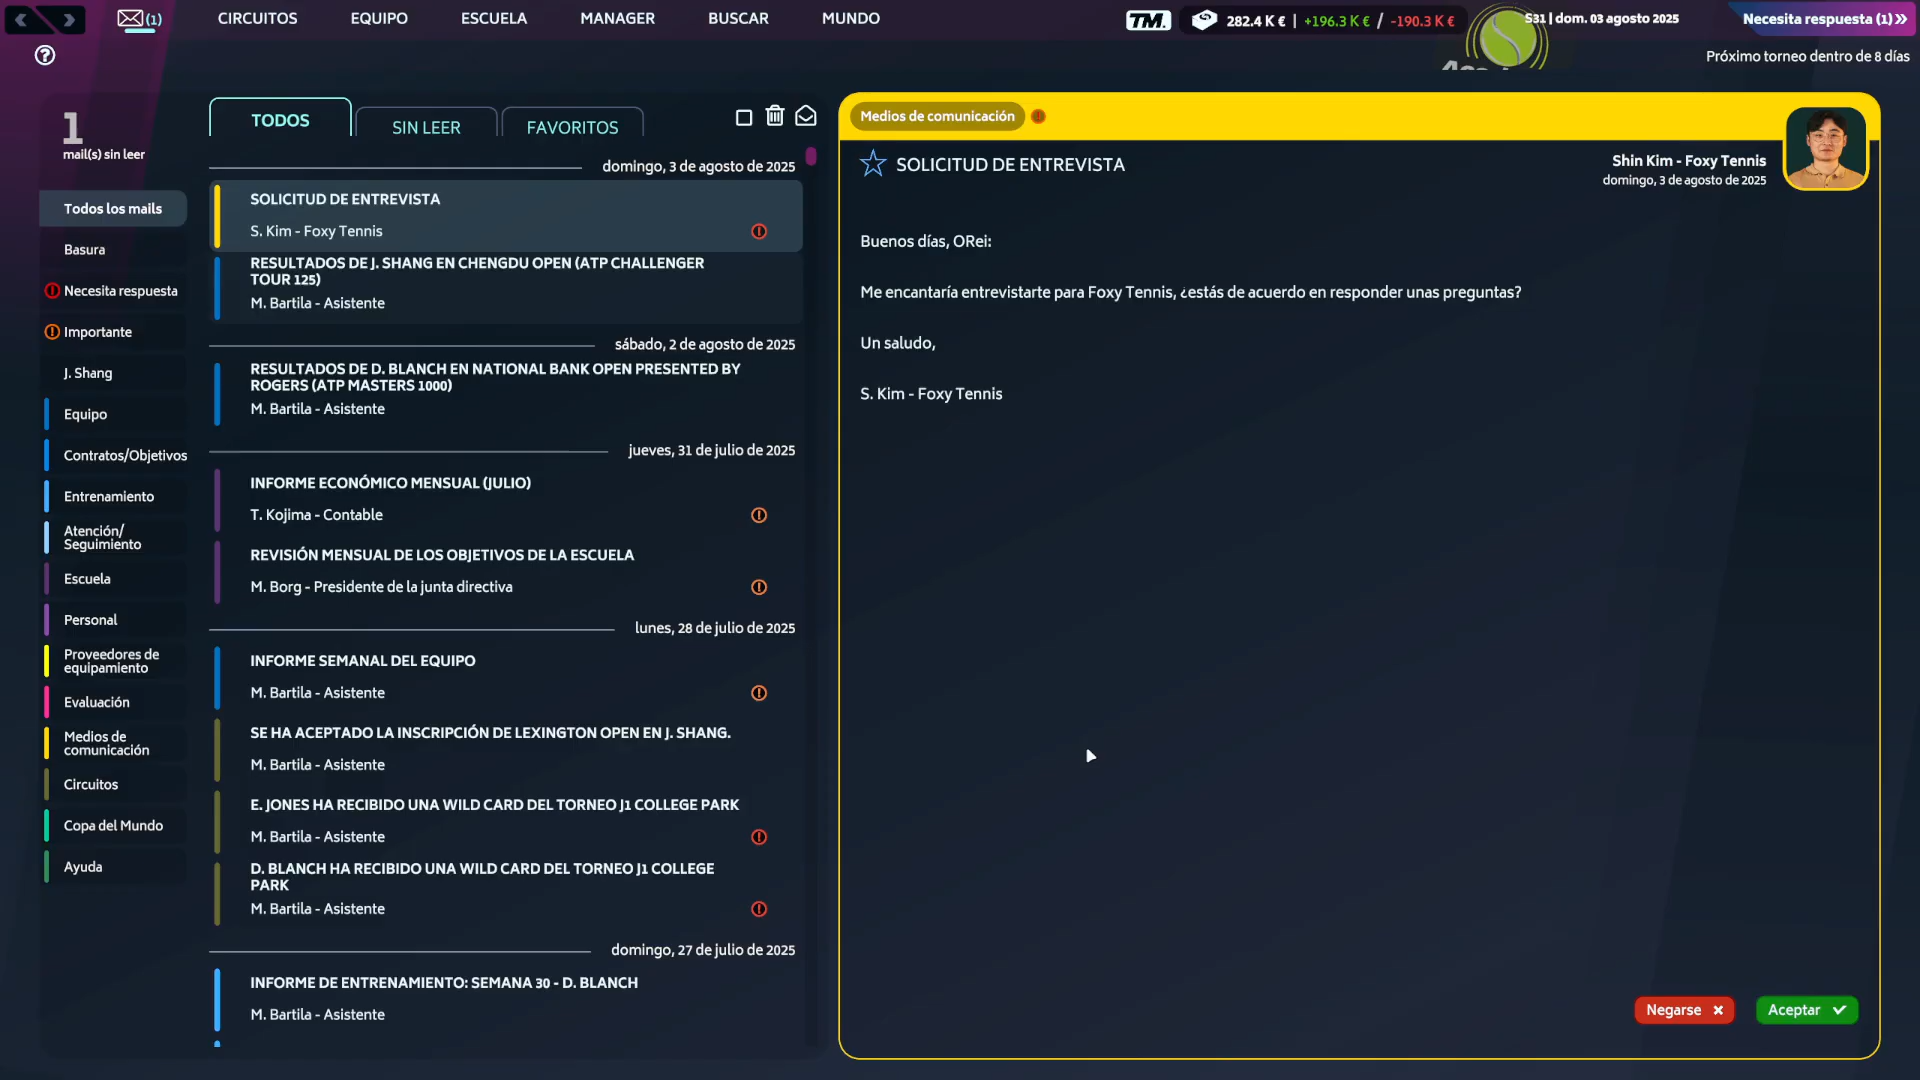 (1)
CIRCUITOS
EQUIPO
ESCUELA
MANAGER
BUSCAR
MUNDO
TM.
282.4 K € | +196.3 K € / -190.3 K €
S31 | dom. 03 agosto 2025
Necesita respuesta (1)
Próximo torneo dentro de 8 días
1
mail(s) sin leer
Todos los mails
Basura
Necesita respuesta
Importante
J. Shang
Equipo
Contratos/Objetivos
Entrenamiento
Atención/
Seguimiento
Escuela
Personal
Proveedores de
equipamiento
Evaluación
Medios de
comunicación
Circuitos
Copa del Mundo
Ayuda
TODOS
SIN LEER
FAVORITOS
domingo, 3 de agosto de 2025
SOLICITUD DE ENTREVISTA
S. Kim - Foxy Tennis
RESULTADOS DE J. SHANG EN CHENGDU OPEN (ATP CHALLENGER
TOUR 125)
M. Bartila - Asistente
sábado, 2 de agosto de 2025
RESULTADOS DE D. BLANCH EN NATIONAL BANK OPEN PRESENTED BY
ROGERS (ATP MASTERS 1000)
M. Bartila - Asistente
jueves, 31 de julio de 2025
INFORME ECONÓMICO MENSUAL (JULIO)
T. Kojima - Contable
REVISIÓN MENSUAL DE LOS OBJETIVOS DE LA ESCUELA
M. Borg - Presidente de la junta directiva
lunes, 28 de julio de 2025
INFORME SEMANAL DEL EQUIPO
M. Bartila - Asistente
SE HA ACEPTADO LA INSCRIPCIÓN DE LEXINGTON OPEN EN J. SHANG.
M. Bartila - Asistente
E. JONES HA RECIBIDO UNA WILD CARD DEL TORNEO J1 COLLEGE PARK
M. Bartila - Asistente
D. BLANCH HA RECIBIDO UNA WILD CARD DEL TORNEO J1 COLLEGE
PARK
M. Bartila - Asistente
domingo, 27 de julio de 2025
INFORME DE ENTRENAMIENTO: SEMANA 30 - D. BLANCH
M. Bartila - Asistente
Medios de comunicación
SOLICITUD DE ENTREVISTA
Shin Kim - Foxy Tennis
domingo, 3 de agosto de 2025
Buenos días, ORei:
Me encantaría entrevistarte para Foxy Tennis, ¿estás de acuerdo en responder unas preguntas?
Un saludo,
S. Kim - Foxy Tennis
Negarse
Aceptar